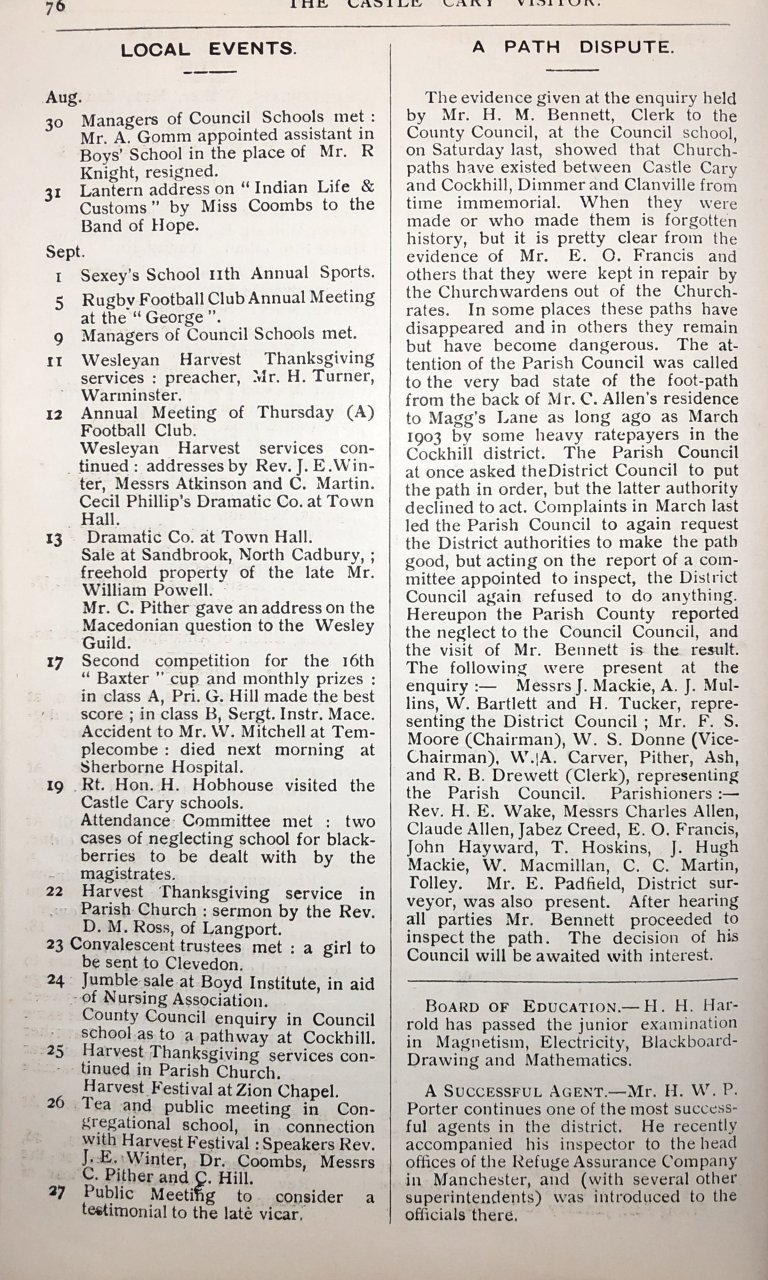 76
THE CASTLE CARY VISITOR.
LOCAL EVENTS.
Aug.
30 Managers of Council Schools met :
Mr. A. Gomm appointed assistant in
Boys' School in the place of Mr. R
Knight, resigned.
31 Lantern address on " Indian Life &
Customs " by Miss Coombs to the
Band of Hope.
Sept.
1 Sexey's School 11th Annual Sports.
5 Rugby Football Club Annual Meeting
at the " George ".
9 Managers of Council Schools met.
11 Wesleyan Harvest Thanksgiving
services : preacher, Mr. H. Turner,
Warminster.
12 Annual Meeting of Thursday (A)
Football Club.
Wesleyan Harvest services con-
tinued : addresses by Rev. J. E. Win-
ter, Messrs Atkinson and C. Martin.
Cecil Phillip's Dramatic Co. at Town
Hall.
13 Dramatic Co. at Town Hall.
Sale at Sandbrook, North Cadbury, ;
freehold property of the late Mr.
William Powell.
Mr. C. Pither gave an address on the
Macedonian question to the Wesley
Guild.
17 Second competition for the 16th
" Baxter " cup and monthly prizes :
in class A, Pri. G. Hill made the best
score ; in class B, Sergt. Instr. Mace.
Accident to Mr. W. Mitchell at Tem-
plecombe : died next morning at
Sherborne Hospital.
19 Rt. Hon. H. Hobhouse visited the
Castle Cary schools.
Attendance Committee met : two
cases of neglecting school for black-
berries to be dealt with by the
magistrates.
22 Harvest Thanksgiving service in
Parish Church : sermon by the Rev.
D. M. Ross, of Langport.
23 Convalescent trustees met : a girl to
be sent to Clevedon.
24 Jumble sale at Boyd Institute, in aid
of Nursing Association.
County Council enquiry in Council
school as to a pathway at Cockhill.
25 Harvest Thanksgiving services con-
tinued in Parish Church.
Harvest Festival at Zion Chapel.
26 Tea and public meeting in Con-
gregational school, in connection
with Harvest Festival : Speakers Rev.
J. E. Winter, Dr. Coombs, Messrs
C. Pither and C. Hill.
27 Public Meeting to consider a
testimonial to the late vicar.
A PATH DISPUTE.
The evidence given at the enquiry held
by Mr. H. M. Bennett, Clerk to the
County Council, at the Council school,
on Saturday last, showed that Church-
paths have existed between Castle Cary
and Cockhill, Dimmer and Clanville from
time immemorial. When they were
made or who made them is forgotten
history, but it is pretty clear from the
evidence of Mr. E. O. Francis and
others that they were kept in repair by
the Churchwardens out of the Church-
rates. In some places these paths have
disappeared and in others they remain
but have become dangerous. The at-
tention of the Parish Council was called
to the very bad state of the foot-path
from the back of Mr. C. Allen's residence
to Magg's Lane as long ago as March
1903 by some heavy ratepayers in the
Cockhill district. The Parish Council
at once asked theDistrict Council to put
the path in order, but the latter authority
declined to act. Complaints in March last
led the Parish Council to again request
the District authorities to make the path
good, but acting on the report of a com-
mittee appointed to inspect, the District
Council again refused to do anything.
Hereupon the Parish County reported
the neglect to the Council Council, and
the visit of Mr. Bennett is the result.
The following were present at the
enquiry :— Messrs J. Mackie, A. J. Mul-
lins, W. Bartlett and H. Tucker, repre-
senting the District Council ; Mr. F. S.
Moore (Chairman), W. S. Donne (Vice-
Chairman), W. A. Carver, Pither, Ash,
and R. B. Drewett (Clerk), representing
the Parish Council. Parishioners :—
Rev. H. E. Wake, Messrs Charles Allen,
Claude Allen, Jabez Creed, E. O. Francis,
John Hayward, T. Hoskins, J. Hugh
Mackie, W. Macmillan, C. C. Martin,
Tolley. Mr. E. Padfield, District sur-
veyor, was also present. After hearing
all parties Mr. Bennett proceeded to
inspect the path. The decision of his
Council will be awaited with interest.
BOARD OF EDUCATION.—H. H. Har-
rold has passed the junior examination
in Magnetism, Electricity, Blackboard-
Drawing and Mathematics.
A SUCCESSFUL AGENT.—Mr. H. W. P.
Porter continues one of the most success-
ful agents in the district. He recently
accompanied his inspector to the head
offices of the Refuge Assurance Company
in Manchester, and (with several other
superintendents) was introduced to the
officials there.